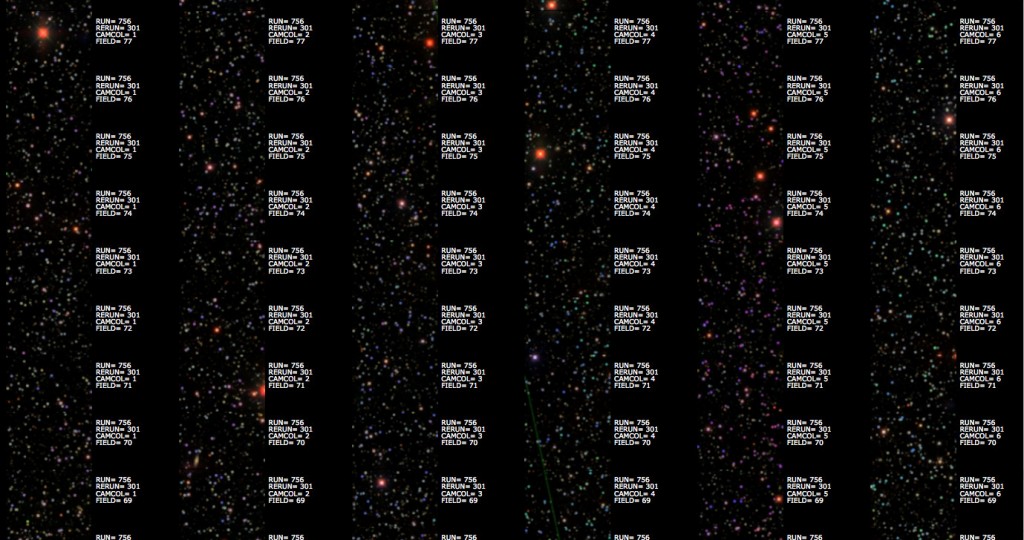 RUN= 756
RERUN= 301
CAMCOL= 1
FIELD= 77
RUN= 756
RERUN= 301
CAMCOL= 2
FIELD= 77
RUN= 756
RERUN= 301
CAMCOL= 3
FIELD= 77
RUN= 756
RERUN= 301
CAMCOL= 4
FIELD= 77
RUN= 756
RERUN= 301
CAMCOL= 5
FIELD= 77
RUN= 756
RERUN= 301
CAMCOL= 6
FIELD= 77
RUN= 756
RERUN= 301
CAMCOL= 1
FIELD= 76
RUN= 756
RERUN= 301
CAMCOL= 2
FIELD= 76
RUN= 756
RERUN= 301
CAMCOL= 3
FIELD= 76
RUN= 756
RERUN= 301
CAMCOL= 4
FIELD= 76
RUN= 756
RERUN= 301
CAMCOL= 5
FIELD= 76
RUN= 756
RERUN= 301
CAMCOL= 6
FIELD= 76
RUN= 756
RERUN= 301
CAMCOL= 1
FIELD= 75
RUN= 756
RERUN= 301
CAMCOL= 2
FIELD= 75
RUN= 756
RERUN= 301
CAMCOL= 3
FIELD= 75
RUN= 756
RERUN= 301
CAMCOL= 4
FIELD= 75
RUN= 756
RERUN= 301
CAMCOL= 5
FIELD= 75
RUN= 756
RERUN= 301
CAMCOL= 6
FIELD= 75
RUN= 756
RERUN= 301
CAMCOL= 1
FIELD= 74
RUN= 756
RERUN= 301
CAMCOL= 2
FIELD= 74
RUN= 756
RERUN= 301
CAMCOL= 3
FIELD= 74
RUN= 756
RERUN= 301
CAMCOL= 4
FIELD= 74
RUN= 756
RERUN= 301
CAMCOL= 5
FIELD= 74
RUN= 756
RERUN= 301
CAMCOL= 6
FIELD= 74
RUN= 756
RERUN= 301
CAMCOL= 1
FIELD= 73
RUN= 756
RERUN= 301
CAMCOL= 2
FIELD= 73
RUN= 756
RERUN= 301
CAMCOL= 3
FIELD= 73
RUN= 756
RERUN= 301
CAMCOL= 4
FIELD= 73
RUN= 756
RERUN= 301
CAMCOL= 5
FIELD= 73
RUN= 756
RERUN= 301
CAMCOL= 6
FIELD= 73
RUN= 756
RERUN= 301
CAMCOL= 1
FIELD= 72
RUN= 756
RERUN= 301
CAMCOL= 2
FIELD= 72
RUN= 756
RERUN= 301
CAMCOL= 3
FIELD= 72
RUN= 756
RERUN= 301
CAMCOL= 4
FIELD= 72
RUN= 756
RERUN= 301
CAMCOL= 5
FIELD= 72
RUN= 756
RERUN= 301
CAMCOL= 6
FIELD= 72
RUN= 756
RERUN= 301
CAMCOL= 1
FIELD= 71
RUN= 756
RERUN= 301
CAMCOL= 2
FIELD= 71
RUN= 756
RERUN= 301
CAMCOL= 3
FIELD= 71
RUN= 756
RERUN= 301
CAMCOL= 4
FIELD= 71
RUN= 756
RERUN= 301
CAMCOL= 5
FIELD= 71
RUN= 756
RERUN= 301
CAMCOL= 6
FIELD= 71
RUN= 756
RERUN= 301
CAMCOL= 1
FIELD= 70
RUN= 756
RERUN= 301
CAMCOL= 2
FIELD= 70
RUN= 756
RERUN= 301
CAMCOL= 3
FIELD= 70
RUN= 756
RERUN= 301
CAMCOL= 4
FIELD= 70
RUN= 756
RERUN= 301
CAMCOL= 5
FIELD= 70
RUN= 756
RERUN= 301
CAMCOL= 6
FIELD= 70
RUN= 756
RERUN= 301
CAMCOL= 1
FIELD= 69
RUN= 756
RERUN= 301
CAMCOL= 2
FIELD= 69
RUN= 756
RERUN= 301
CAMCOL= 3
FIELD= 69
RUN= 756
RERUN= 301
CAMCOL= 4
FIELD= 69
RUN= 756
RERUN= 301
CAMCOL= 5
FIELD= 69
RUN= 756
RERUN= 301
CAMCOL= 6
FIELD= 69
RUN= 756
RUN= 756
RUN= 756
RUN= 756
RUN= 756
RUN= 756